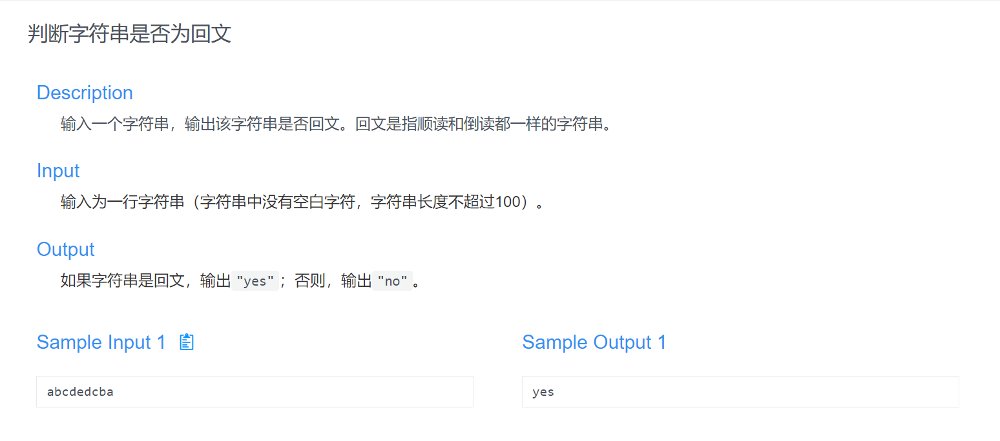 判断字符串是否为回文
Description
输入一个字符串，输出该字符串是否回文。回文是指顺读和倒读都一样的字符串。
Input
输入为一行字符串（字符串中没有空白字符，字符串长度不超过100）。
Output
如果字符串是回文，输出"yes"；否则，输出"no"。
Sample Input 1
abcdedcba
Sample Output 1
yes